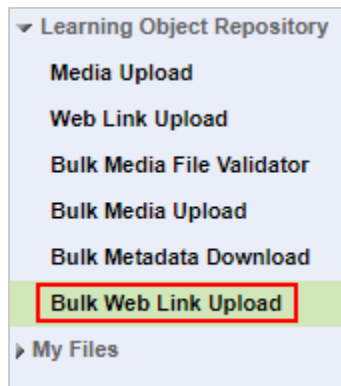 Learning Object Repository
Media Upload
Web Link Upload
Bulk Media File Validator
Bulk Media Upload
Bulk Metadata Download
Bulk Web Link Upload
My Files